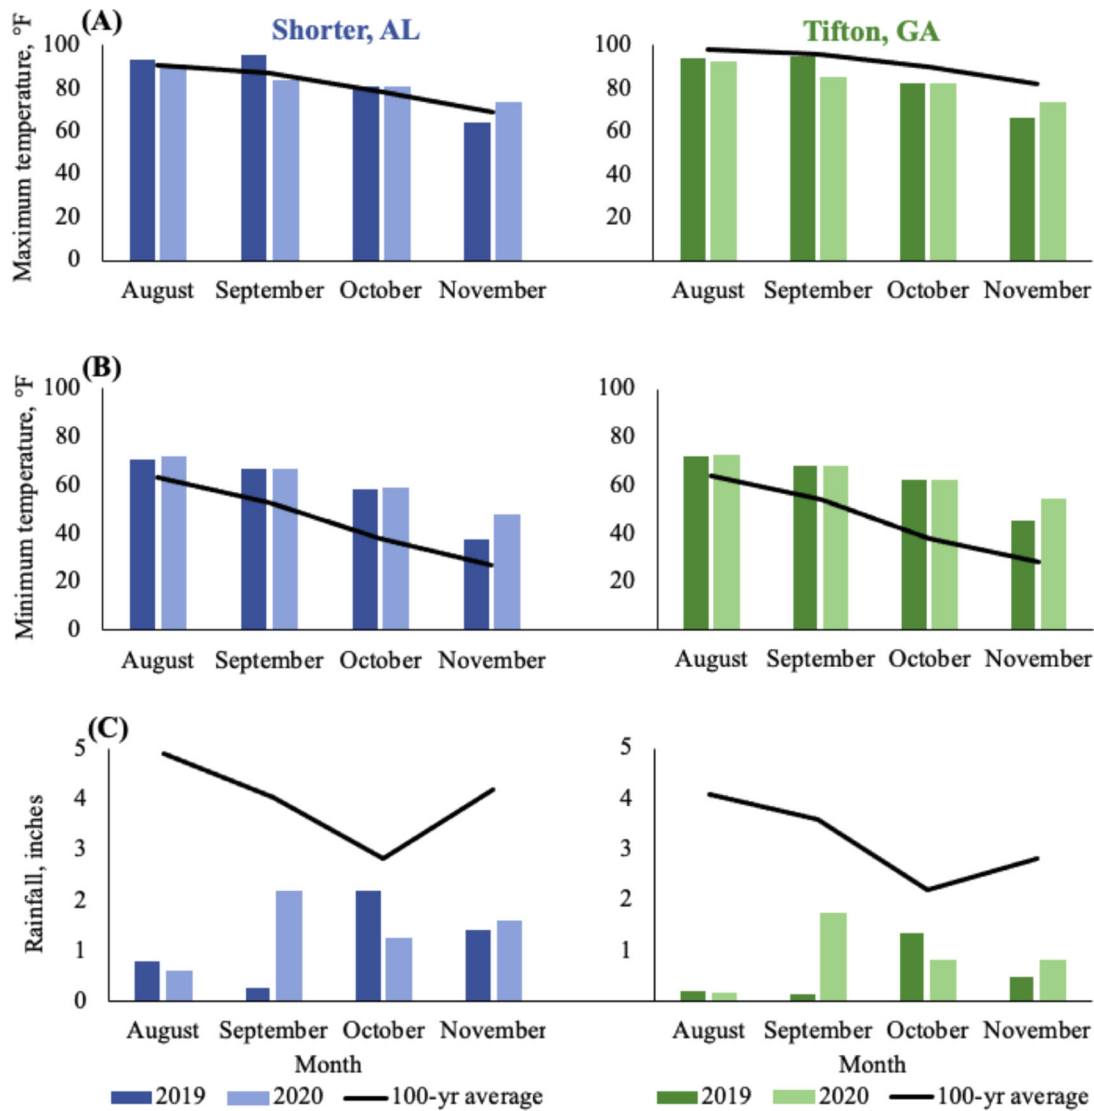 (A)
Shorter, AL
Tifton, GA
Maximum temperature, °F
100
80
60
40
20
0
August September October November
100
80
60
40
20
August September October November
(B)
Minimum temperature, °F
100
80
60
40
20
0
August September October November
100
80
60
40
20
August September October November
(C)
Rainfall, inches
5
4
3
2
1
0
August September October November
Month
2019 2020 100-yr average
5
4
3
2
1
August September October November
Month
2019 2020 100-yr average